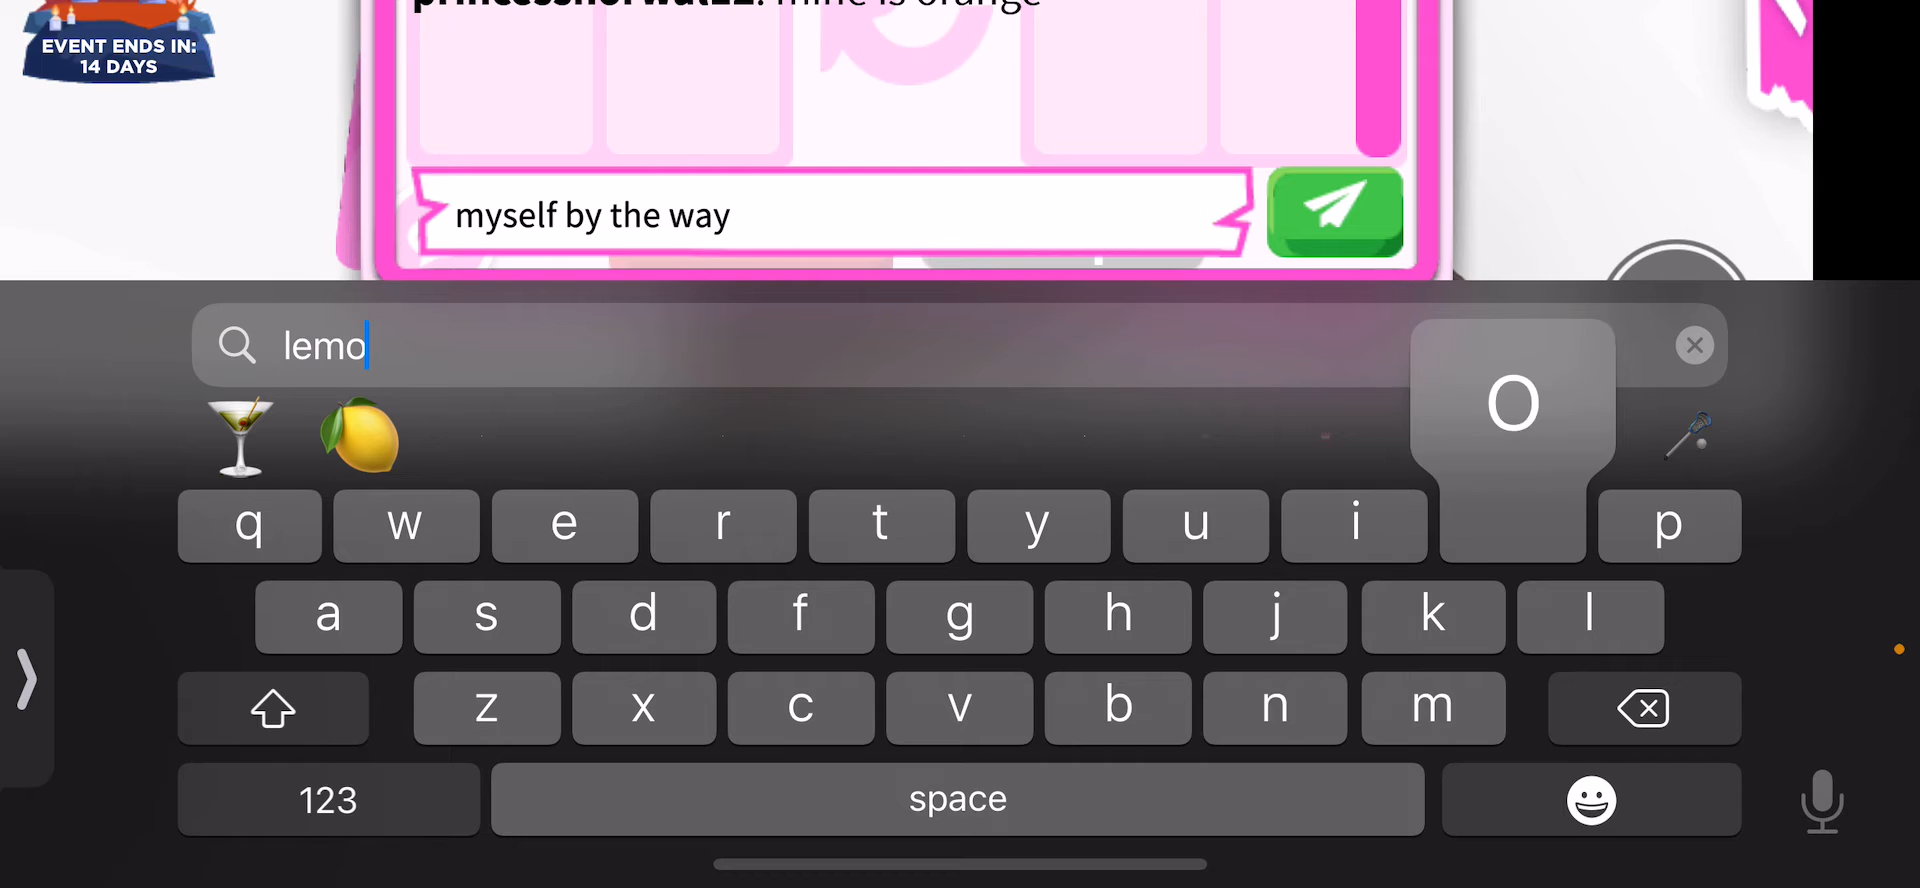 mine is orange
EVENT ENDS IN:
14 DAYS
myself by the way
lemo
O
q w e r t y u i p
a s d f g h j k l
z x c v b n m
123 space